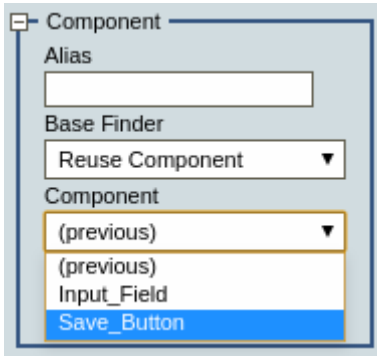 Component
Alias
Base Finder
Reuse Component
Component
(previous)
(previous)
Input_Field
Save_Button